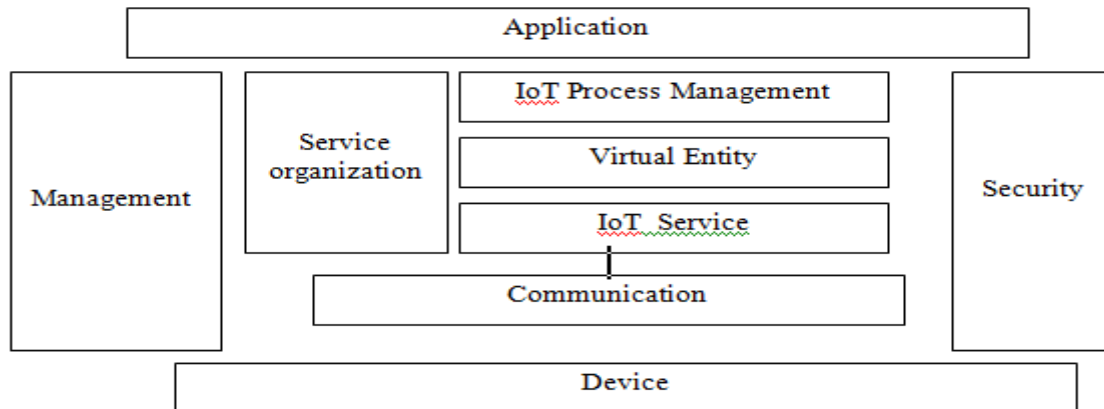 Application
Management
Service
organization
IoT Process Management
Virtual Entity
IoT Service
Communication
Security
Device